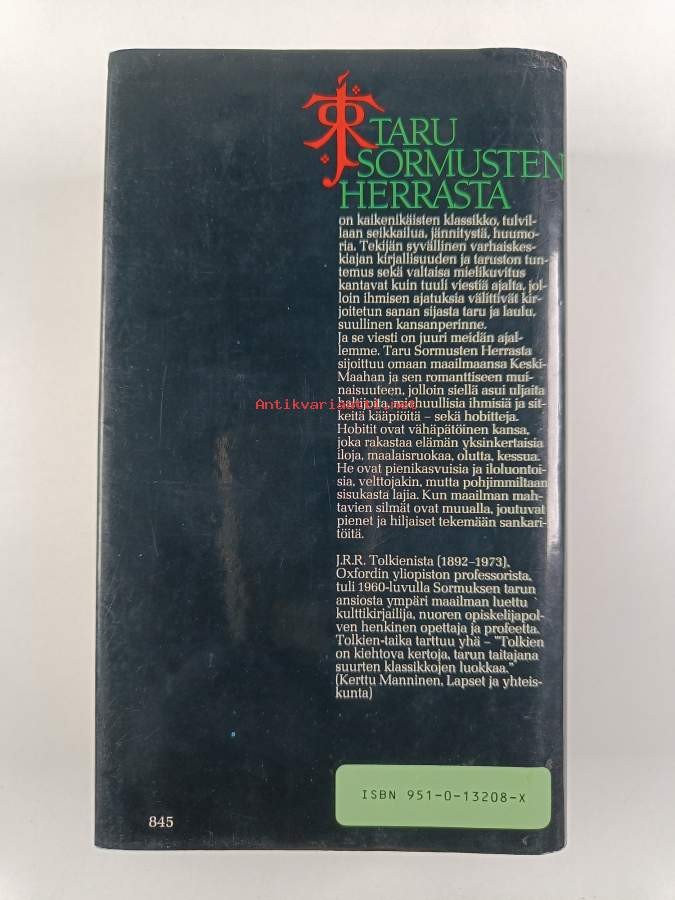 TARU
SORMUSTEN
HERRASTA
on kaikenikäisten klassikko, tulvil-
laan seikkailua, jännitystä, huumo-
ria. Tekijän syvällinen varhaiskes-
kiajan kirjallisuuden ja taruston tun-
temus sekä valtaisa mielikuvitus
kantavat kuin tuuli viestiä ajalta, jol-
loin ihmisen ajatuksia välittivät kir-
joitetun sanan sijasta taru ja laulu,
suullinen kansanperinne.
Ja se viesti on juuri meidän ajal-
lemme. Taru Sormusten Herrasta
sijoittuu omaan maailmaansa Keski-
Maahan ja sen romanttiseen mui-
naisuuteen, jolloin siellä asui uljaita
haltioita, mahtia ihmisiä ja sit-
keitä kääpiöitä – sekä hobitteja.
Hobitit ovat vähäpätöinen kansa,
joka rakastaa elämän yksinkertaisia
iloja, maalaisruokaa, olutta, kessua.
He ovat pienikasvuisia ja iloluontoi-
sia, velttojakin, mutta pohjimmiltaan
sisukasta lajia. Kun maailman mah-
tavien silmät ovat muualla, joutuvat
pienet ja hiljaiset tekemään sankari-
töitä.
J.R.R. Tolkienista (1892–1973),
Oxfordin yliopiston professorista,
tuli 1960-luvulla Sormuksen tarun
ansiosta ympäri maailman luettu
kulttikirjailija, nuoren opiskelijapol-
ven henkinen opettaja ja profeetta.
Tolkien-taika tarttuu yhä – "Tolkien
on kiehtova kertoja, tarun taitajana
suurten klassikkojen luokkaa."
(Kerttu Manninen, Lapset ja yhteis-
kunta)
ISBN 951-0-13208-X
845
Antikvariaatti.net